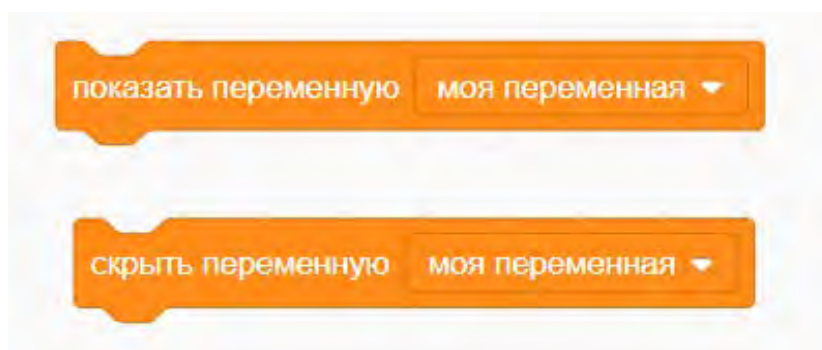 показать переменную моя переменная
скрыть переменную моя переменная